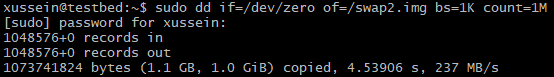 xussein@testbed:~$ sudo dd if=/dev/zero of=/swap2.img bs=1K count=1M
[sudo] password for xussein:
1048576+0 records in
1048576+0 records out
1073741824 bytes (1.1 GB, 1.0 GiB) copied, 4.53906 s, 237 MB/s